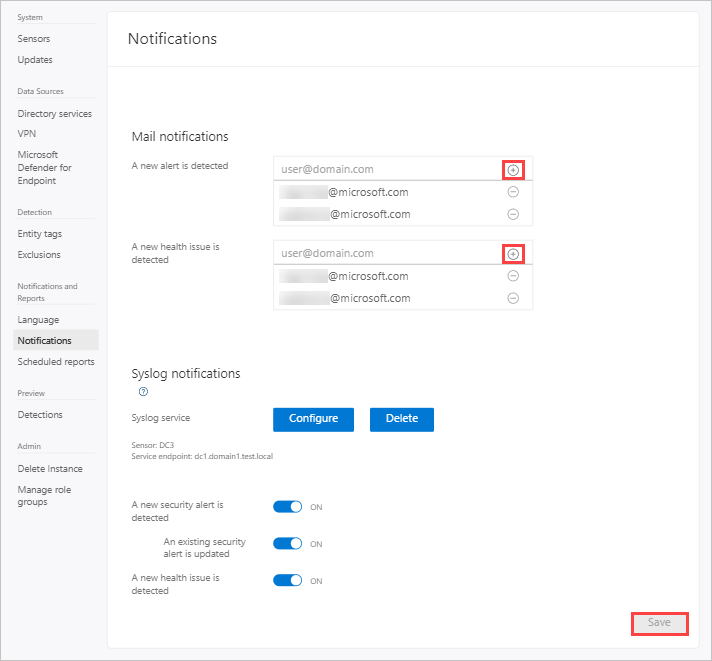 System
Sensors
Updates
Data Sources
Directory services
VPN
Microsoft
Defender for
Endpoint
Detection
Entity tags
Exclusions
Notifications and
Reports
Language
Notifications
Scheduled reports
Preview
Detections
Admin
Delete Instance
Manage role
groups
Notifications
Mail notifications
A new alert is detected
user@domain.com
@microsoft.com
@microsoft.com
A new health issue is
detected
user@domain.com
@microsoft.com
@microsoft.com
Syslog notifications
Syslog service
Configure
Delete
Sensor: DC3
Service endpoint: dc1.domain1.test.local
A new security alert is
detected
ON
An existing security
alert is updated
ON
A new health issue is
detected
ON
Save